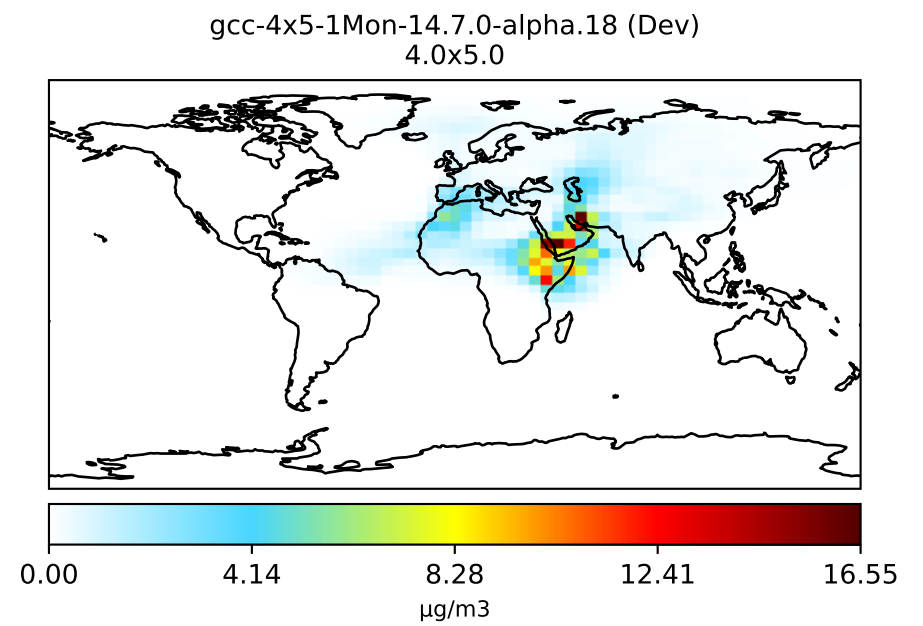 gcc-4x5-1Mon-14.7.0-alpha.18 (Dev)
4.0x5.0
0.00 4.14 8.28 12.41 16.55
μg/m3